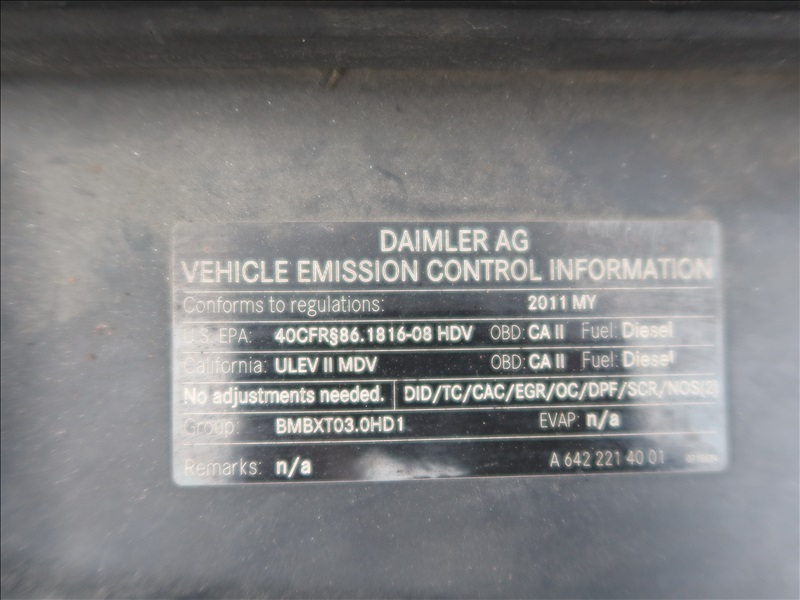 DAIMLER AG
VEHICLE EMISSION CONTROL INFORMATION
Conforms to regulations: 2011 MY
U.S. EPA: 40CFR§86.1816-08 HDV OBD: CA II Fuel: Diesel
California: ULEV II MDV OBD: CA II Fuel: Diesel
No adjustments needed. DID/TC/CAC/EGR/OC/DPF/SCR/NOS(2)
Group: BMBXT03.0HD1 EVAP: n/a
Remarks: n/a A 642 221 40 01